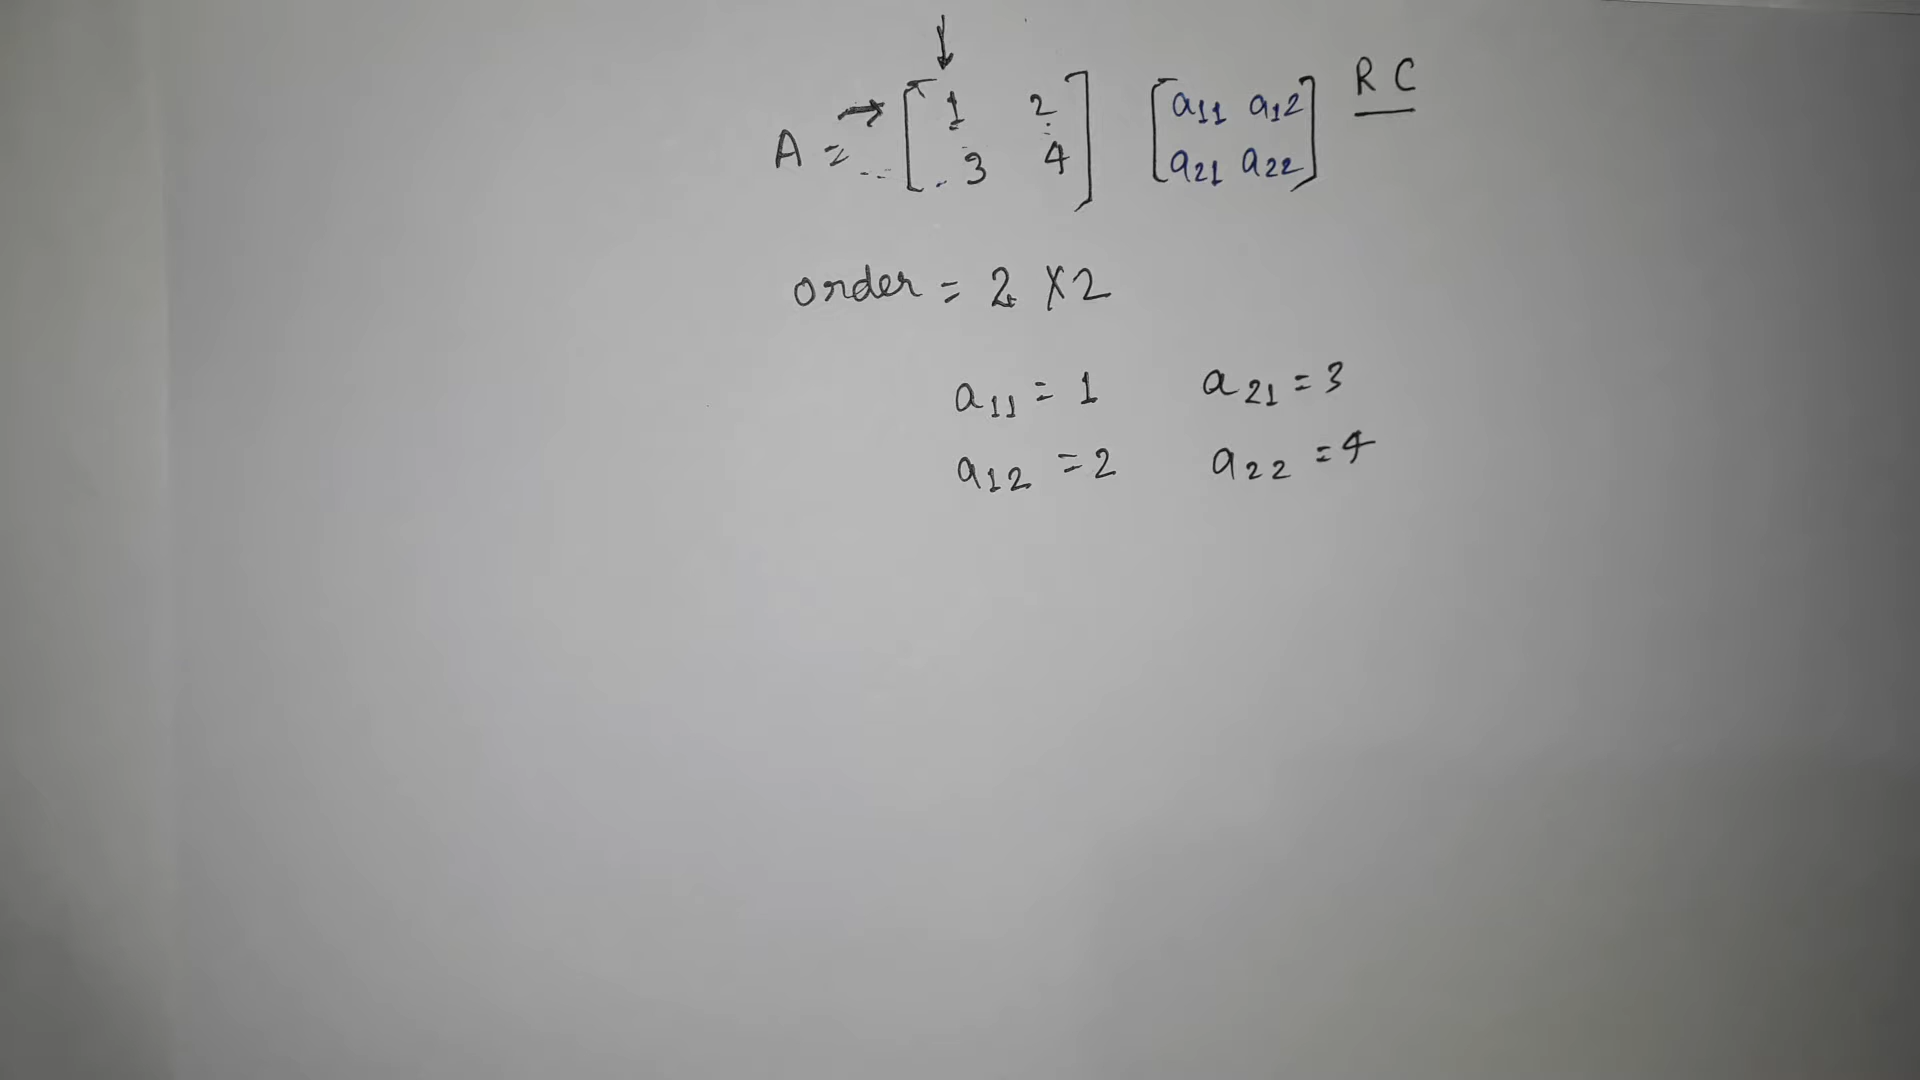 A = [ 1 2 [ a11 a12 ] R C
3 4 ] a21 a22
order = 2 X 2
a11 = 1 a21 = 3
a12 = 2 a22 = 4